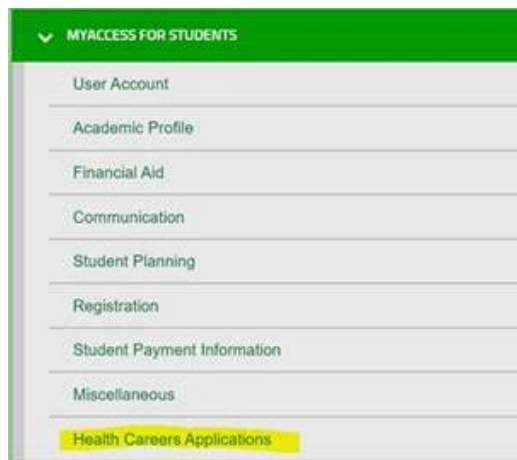 MYACCESS FOR STUDENTS
User Account
Academic Profile
Financial Aid
Communication
Student Planning
Registration
Student Payment Information
Miscellaneous
Health Careers Applications